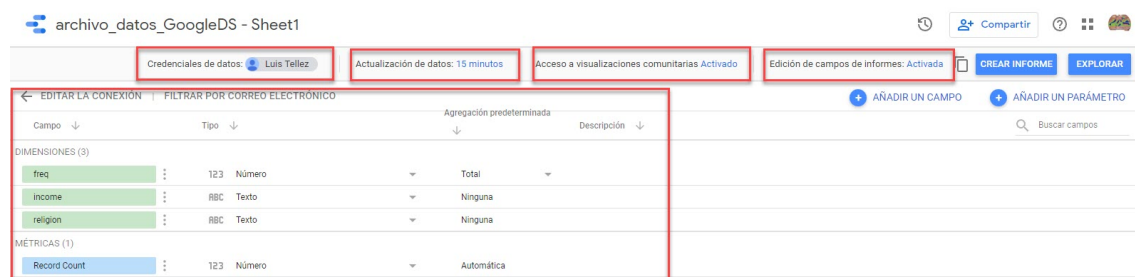 archivo_datos_GoogleDS - Sheet1
Compartir
Credenciales de datos: Luis Tellez
Actualización de datos: 15 minutos
Acceso a visualizaciones comunitarias Activado
Edición de campos de informes: Activada
CREAR INFORME
EXPLORAR
EDITAR LA CONEXIÓN | FILTRAR POR CORREO ELECTRÓNICO
AÑADIR UN CAMPO
AÑADIR UN PARÁMETRO
Campo Tipo Agregación predeterminada Descripción
Buscar campos
DIMENSIONES (3)
freq 123 Número Total
income ABC Texto Ninguna
religion ABC Texto Ninguna
MÉTRICAS (1)
Record Count 123 Número Automática